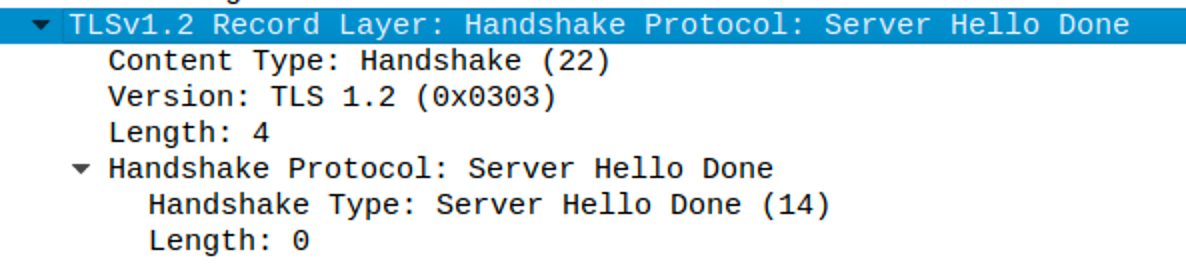 TLSv1.2 Record Layer: Handshake Protocol: Server Hello Done
Content Type: Handshake (22)
Version: TLS 1.2 (0x0303)
Length: 4
Handshake Protocol: Server Hello Done
Handshake Type: Server Hello Done (14)
Length: 0